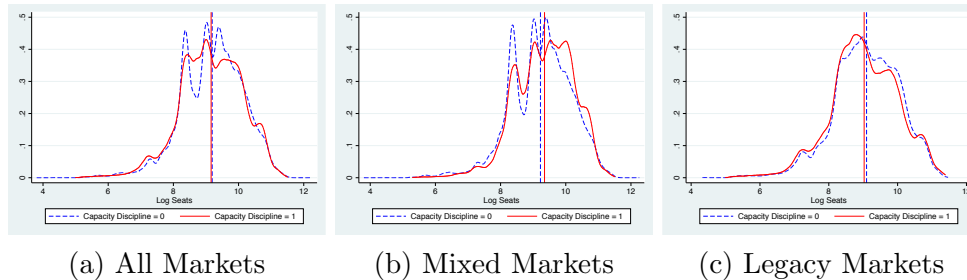 .5
.4
.3
.2
.1
0
4 6 8 10 12
Log Seats
Capacity Discipline = 0 Capacity Discipline = 1
(a) All Markets
.5
.4
.3
.2
.1
0
4 6 8 10 12
Log Seats
Capacity Discipline = 0 Capacity Discipline = 1
(b) Mixed Markets
.5
.4
.3
.2
.1
0
4 6 8 10 12
Log Seats
Capacity Discipline = 0 Capacity Discipline = 1
(c) Legacy Markets